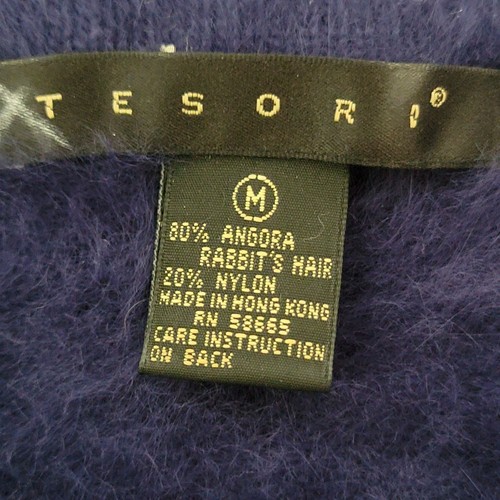 TESORI®
M
80% ANGORA
RABBIT'S HAIR
20% NYLON
MADE IN HONG KONG
RN 58665
CARE INSTRUCTION
ON BACK